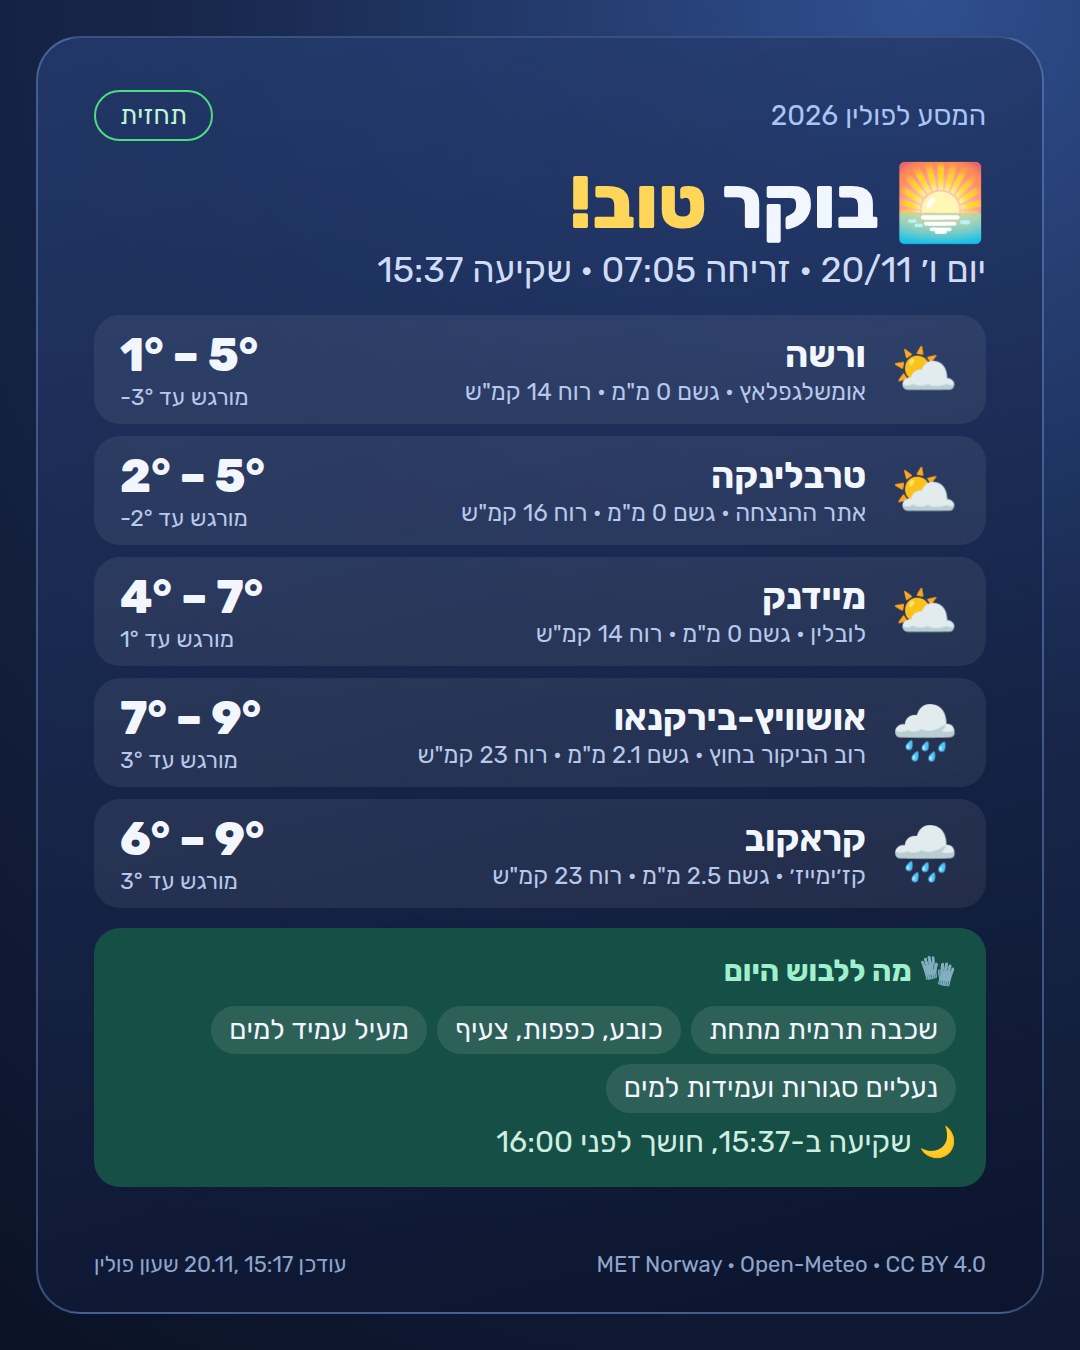 המסע לפולין 2026
תחזית
בוקר טוב!
יום ו׳ 20/11 • זריחה 07:05 • שקיעה 15:37
ורשה
אומשלגפלאץ • גשם 0 מ"מ • רוח 14 קמ"ש
1° – 5°
מורגש עד -3°
טרבלינקה
אתר ההנצחה • גשם 0 מ"מ • רוח 16 קמ"ש
2° – 5°
מורגש עד -2°
מיידנק
לובלין • גשם 0 מ"מ • רוח 14 קמ"ש
4° – 7°
מורגש עד 1°
אושוויץ-בירקנאו
רוב הביקור בחוץ • גשם 2.1 מ"מ • רוח 23 קמ"ש
7° – 9°
מורגש עד 3°
קראקוב
קז׳ימייז׳ • גשם 2.5 מ"מ • רוח 23 קמ"ש
6° – 9°
מורגש עד 3°
מה ללבוש היום
שכבה תרמית מתחת
כובע, כפפות, צעיף
מעיל עמיד למים
נעליים סגורות ועמידות למים
שקיעה ב-15:37, חושך לפני 16:00
MET Norway • Open-Meteo • CC BY 4.0
עודכן 15:17 ,20.11 שעון פולין